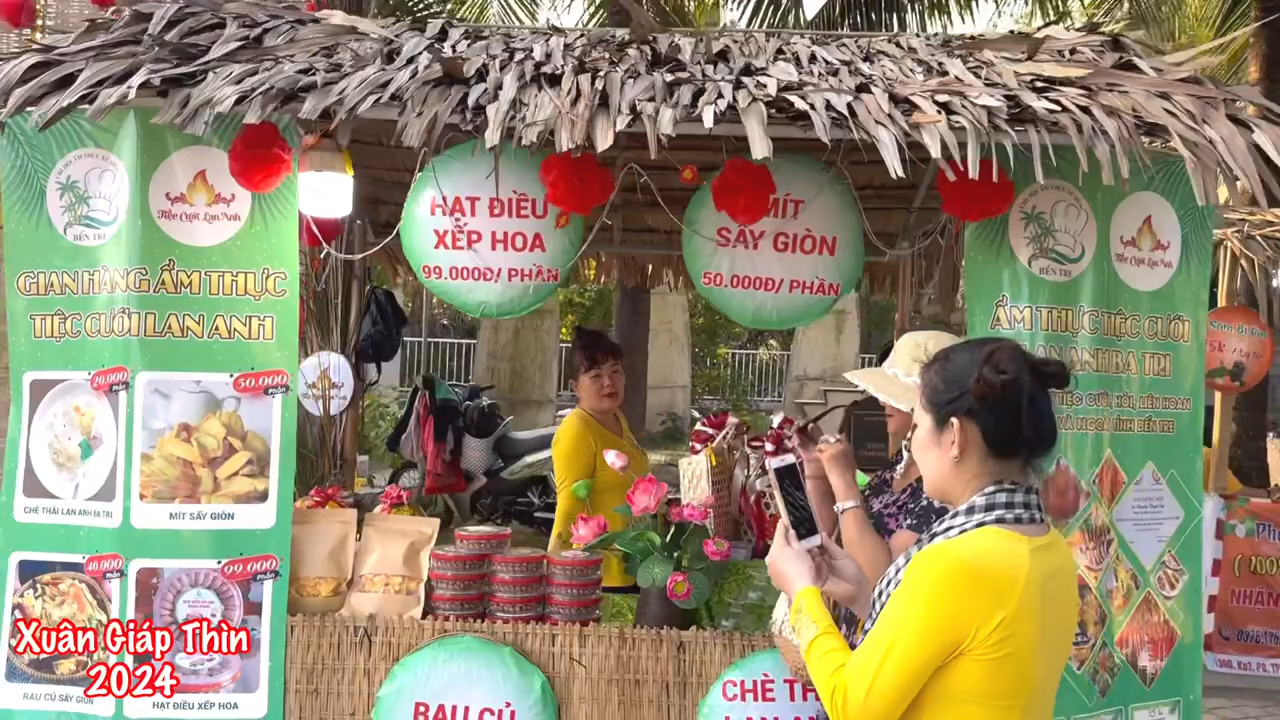 BẾN TRE
Tiệc Cưới Lan Anh
GIAN HÀNG ẨM THỰC
TIỆC CƯỚI LAN ANH
20.000
Phần
CHÈ THÁI LAN ANH BA TRI
50.000
Phần
MÍT SẤY GIÒN
40.000
Phần
RAU CỦ SẤY GIÒN
99.000
Phần
HẠT ĐIỀU XẾP HOA
Xuân Giáp Thìn
2024
HẠT ĐIỀU
XẾP HOA
99.000Đ/ PHẦN
MÍT
SẤY GIÒN
50.000Đ/ PHẦN
RAU CỦ
CHÈ TH
LAN AN
BẾN TRE
Tiệc Cưới Lan Anh
ẨM THỰC TIỆC CƯỚI
AN ANH BA TRI
TIỆC CƯỚI, HỎI, LIÊN HOAN
VÀ NGOÀI TỈNH BẾN TRE
NHẬN